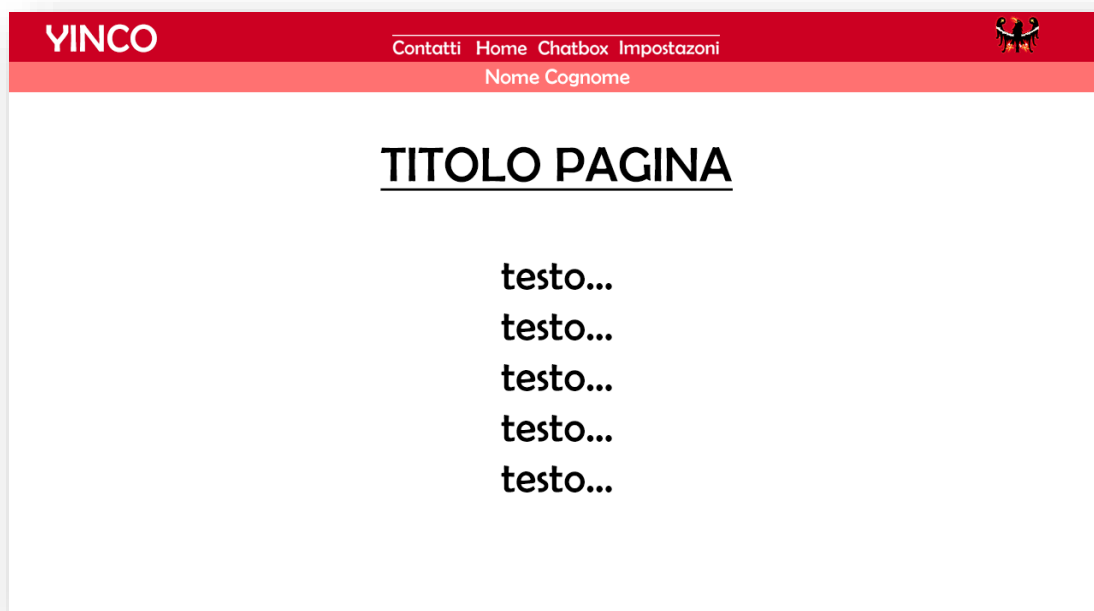 YINCO
Contatti Home Chatbox Impostazoni
Nome Cognome
TITOLO PAGINA
testo...
testo...
testo...
testo...
testo...